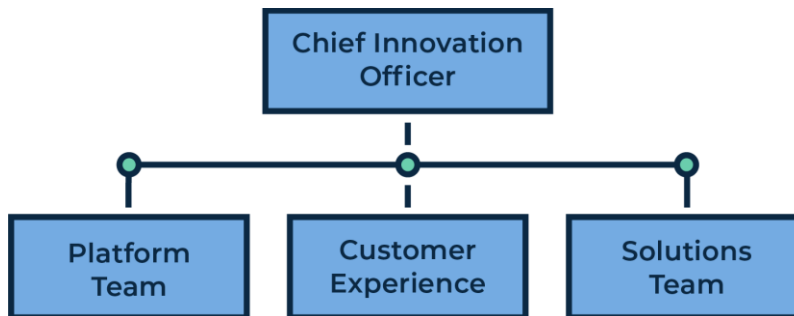 Chief Innovation
Officer
Platform
Team
Customer
Experience
Solutions
Team